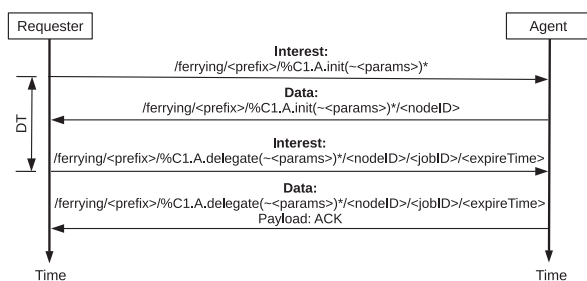 Requester
Agent
Interest:
/ferrying/<prefix>/%C1.A.init(~<params>)*
Data:
/ferrying/<prefix>/%C1.A.init(~<params>)*/<nodeID>
DT
Interest:
/ferrying/<prefix>/%C1.A.delegate(~<params>)*/<nodeID>/<jobID>/<expireTime>
Data:
/ferrying/<prefix>/%C1.A.delegate(~<params>)*/<nodeID>/<jobID>/<expireTime>
Payload: ACK
Time
Time